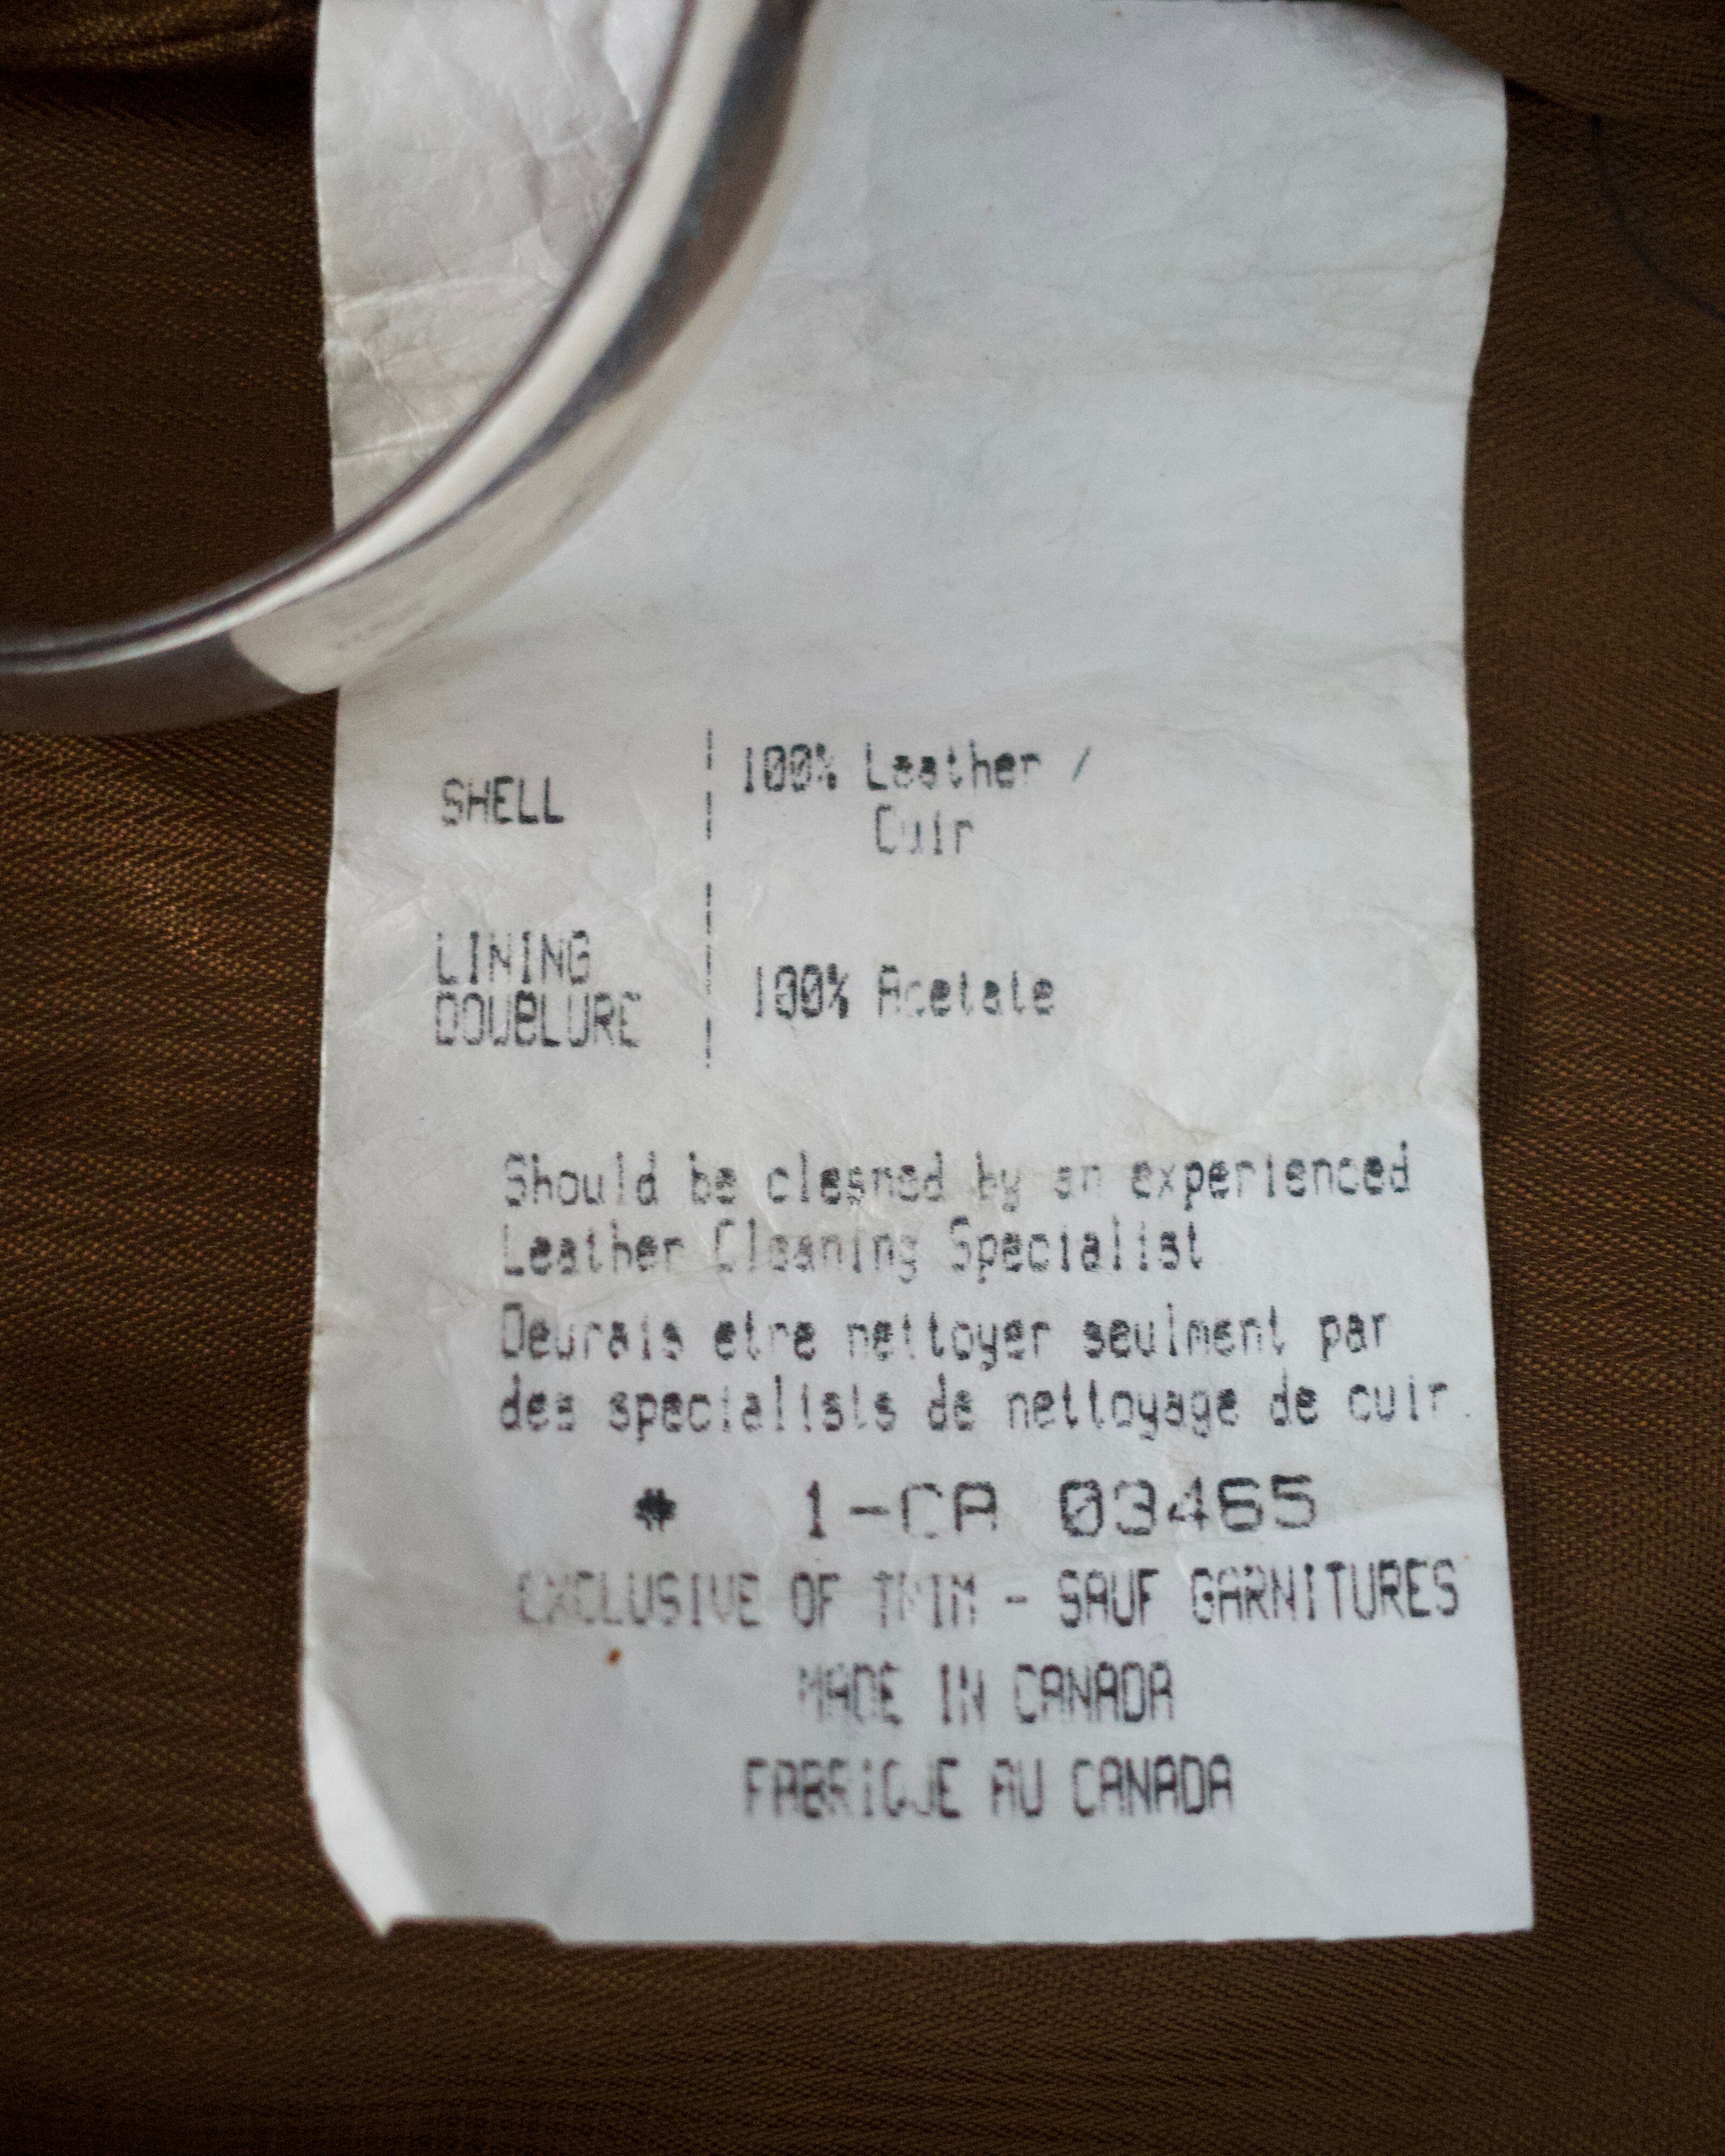 SHELL
100% Leather /
Cuir
LINING
DOUBLURE
100% Acetate
Should be cleaned by an experienced
Leather Cleaning Specialist
Devrais etre nettoyer seulment par
des specialists de nettoyage de cuir.
# 1-CA 03465
EXCLUSIVE OF TRIM - SAUF GARNITURES
MADE IN CANADA
FABRIQUE AU CANADA